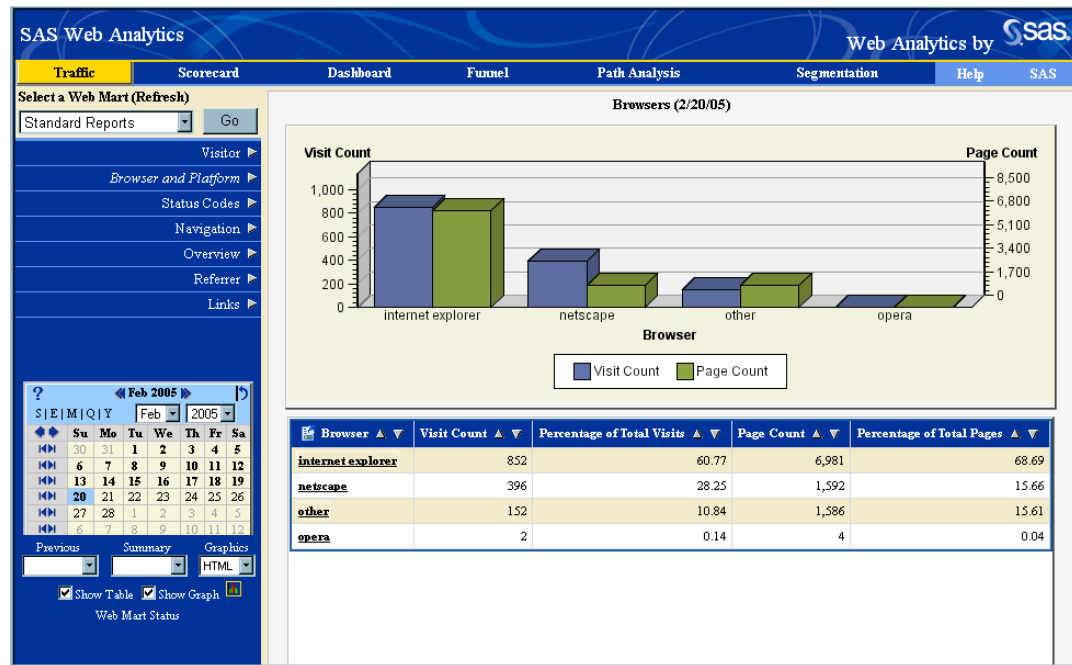 SAS Web Analytics
Web Analytics by sas.
Traffic Scorecard Dashboard Funnel Path Analysis Segmentation Help SAS
Select a Web Mart (Refresh)
Standard Reports Go
Visitor
Browser and Platform
Status Codes
Navigation
Overview
Referrer
Links
? Feb 2005
S|E|M|Q|Y Feb 2005
Su Mo Tu We Th Fr Sa
30 31 1 2 3 4 5
6 7 8 9 10 11 12
13 14 15 16 17 18 19
20 21 22 23 24 25 26
27 28 1 2 3 4 5
6 7 8 9 10 11 12
Previous Summary Graphics
HTML
Show Table Show Graph
Web Mart Status
Browsers (2/20/05)
Visit Count Page Count
1,000 8,500
800 6,800
600 5,100
400 3,400
200 1,700
0 0
internet explorer netscape other opera
Browser
Visit Count Page Count
Browser Visit Count Percentage of Total Visits Page Count Percentage of Total Pages
internet explorer 852 60.77 6,981 68.69
netscape 396 28.25 1,592 15.66
other 152 10.84 1,586 15.61
opera 2 0.14 4 0.04